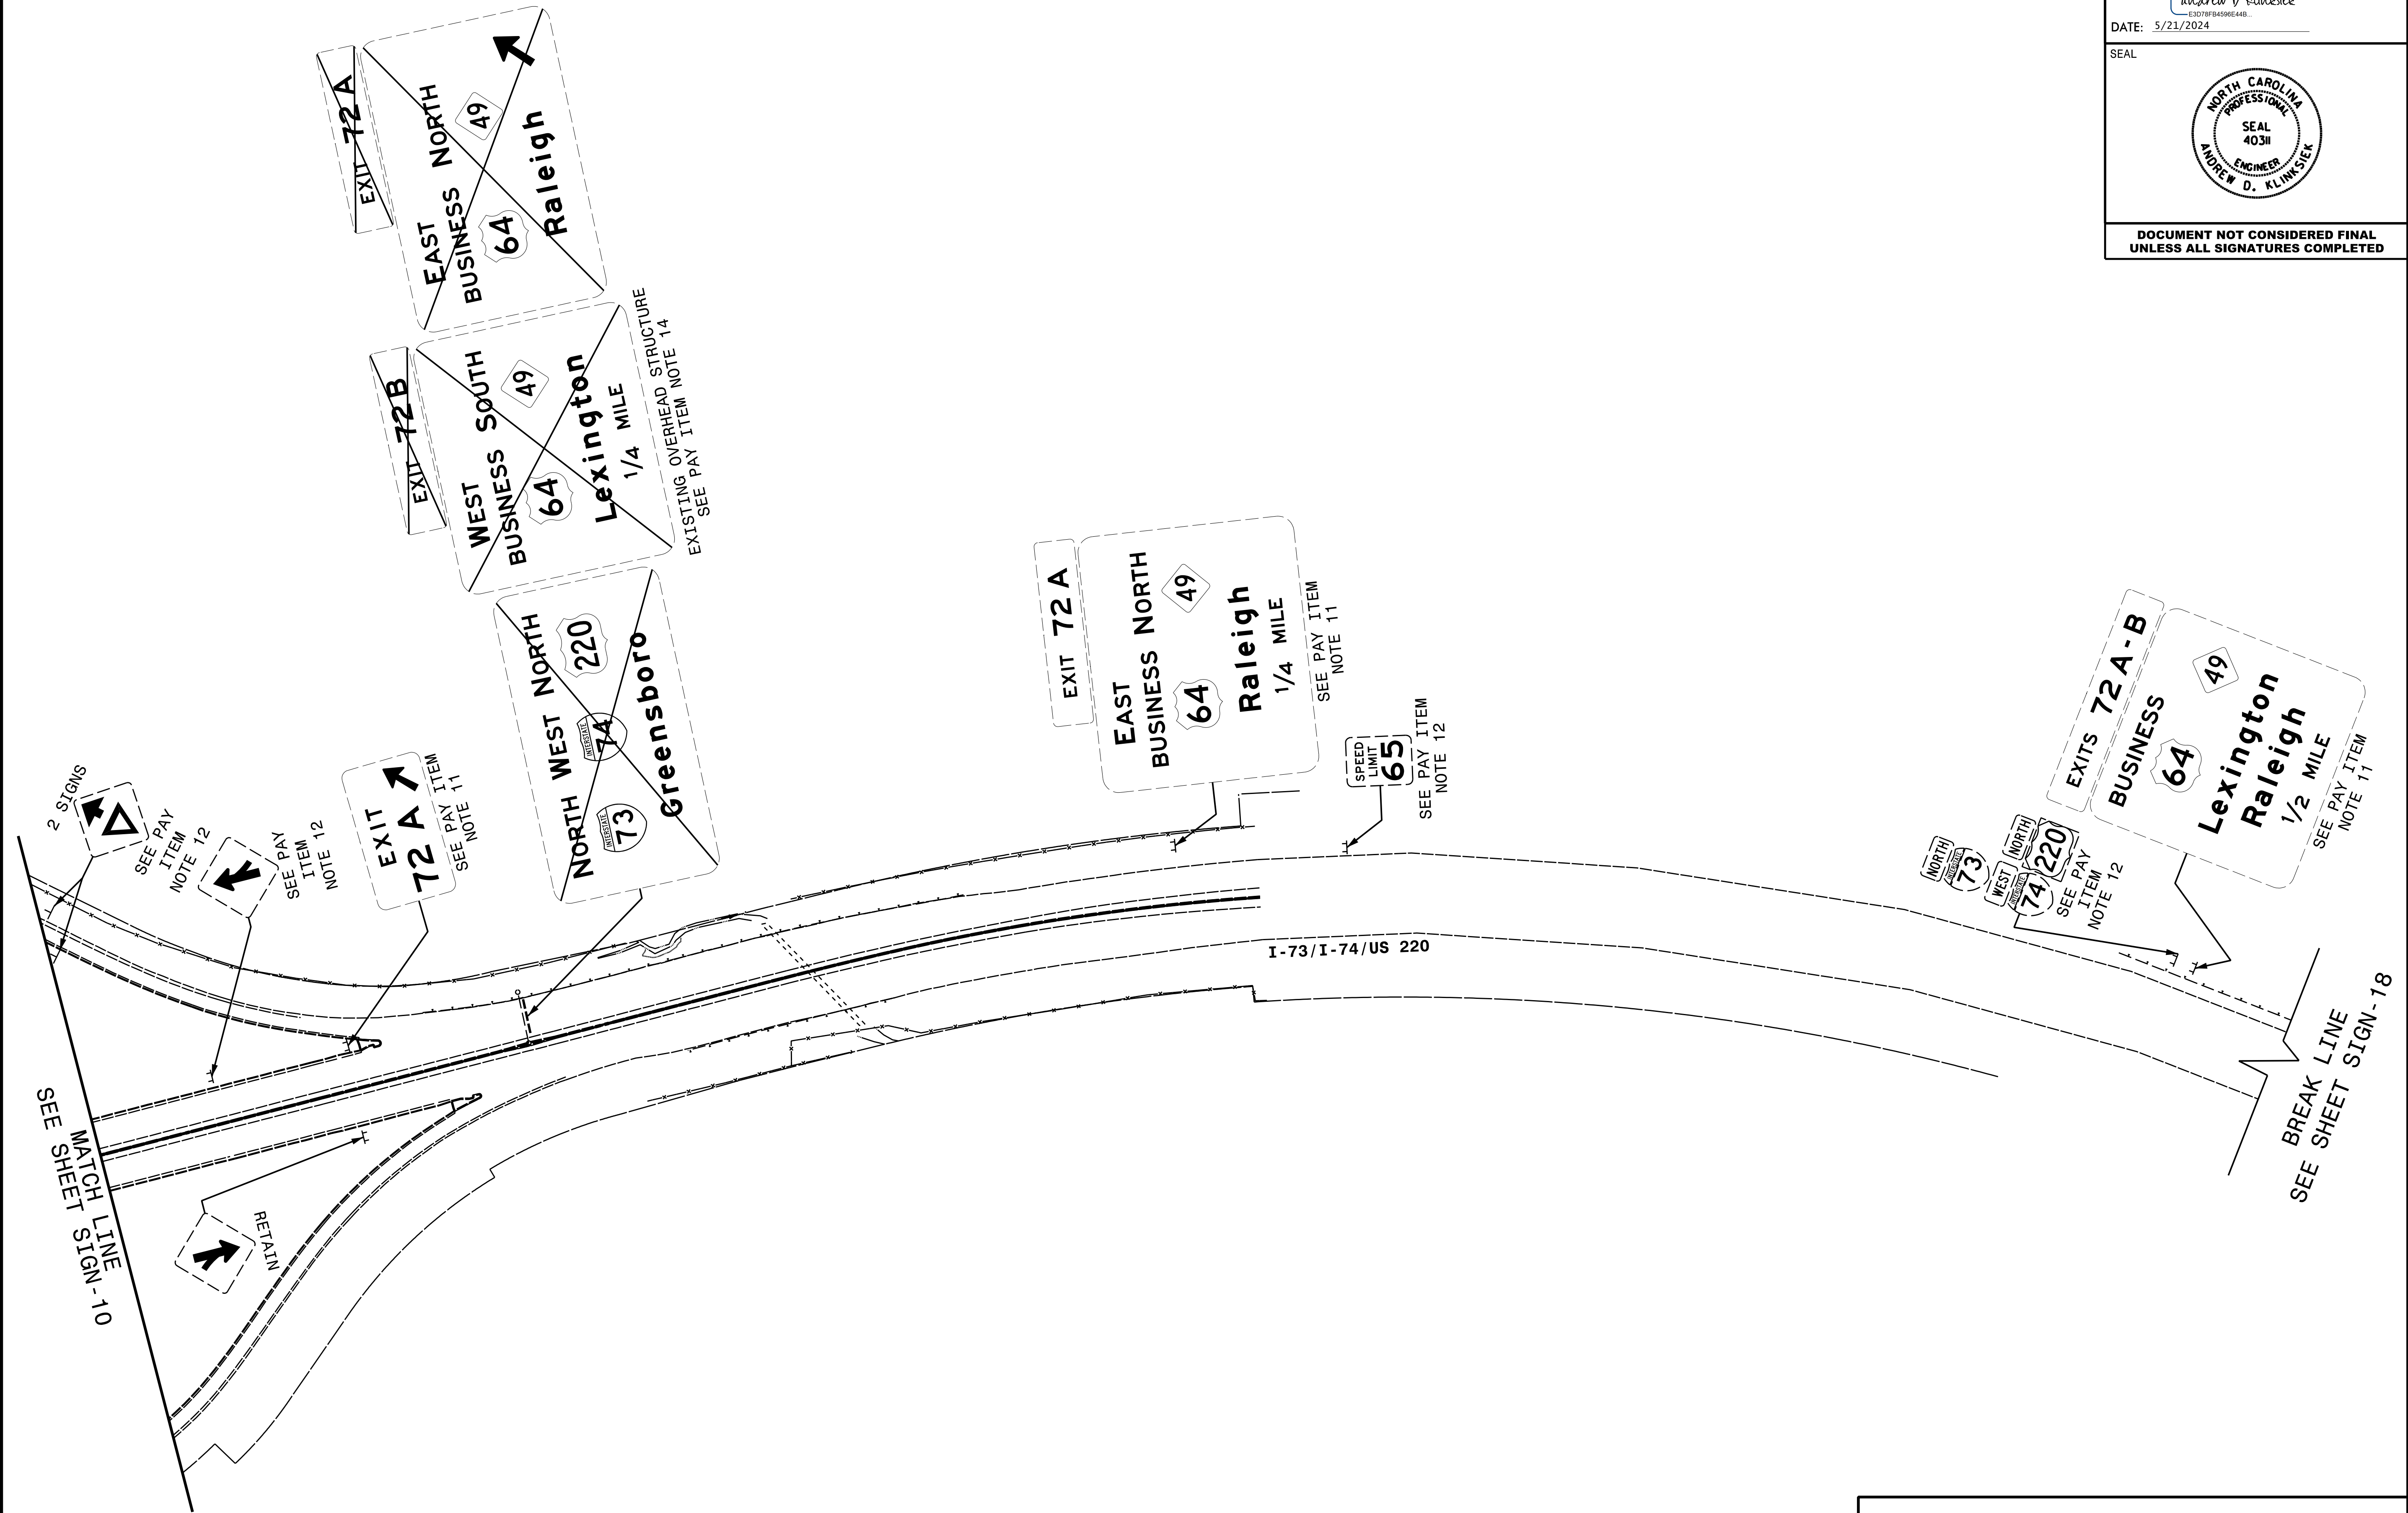 Andrew D Klinksiek
E3D78FB4596E44B...
DATE: 5/21/2024
SEAL
NORTH CAROLINA
PROFESSIONAL
SEAL
40311
ENGINEER
ANDREW D. KLINKSIEK
DOCUMENT NOT CONSIDERED FINAL
UNLESS ALL SIGNATURES COMPLETED
EXIT 72 A
EAST NORTH
BUSINESS
64 49
Raleigh
EXIT 72 B
WEST SOUTH
BUSINESS
64 49
Lexington
1/4 MILE
EXISTING OVERHEAD STRUCTURE
SEE PAY ITEM NOTE 14
NORTH WEST NORTH
INTERSTATE 73 INTERSTATE 74 220
Greensboro
2 SIGNS
SEE PAY
ITEM
NOTE 12
SEE PAY
ITEM
NOTE 12
EXIT
72 A
SEE PAY ITEM
NOTE 11
EXIT 72 A
EAST
BUSINESS NORTH
64 49
Raleigh
1/4 MILE
SEE PAY ITEM
NOTE 11
SPEED
LIMIT
65
SEE PAY ITEM
NOTE 12
NORTH
INTERSTATE
73
WEST NORTH
INTERSTATE
74 220
SEE PAY
ITEM
NOTE 12
EXITS 72 A-B
BUSINESS
64 49
Lexington
Raleigh
1/2 MILE
SEE PAY ITEM
NOTE 11
I-73/I-74/US 220
MATCH LINE
SEE SHEET SIGN-10
RETAIN
BREAK LINE
SEE SHEET SIGN-18